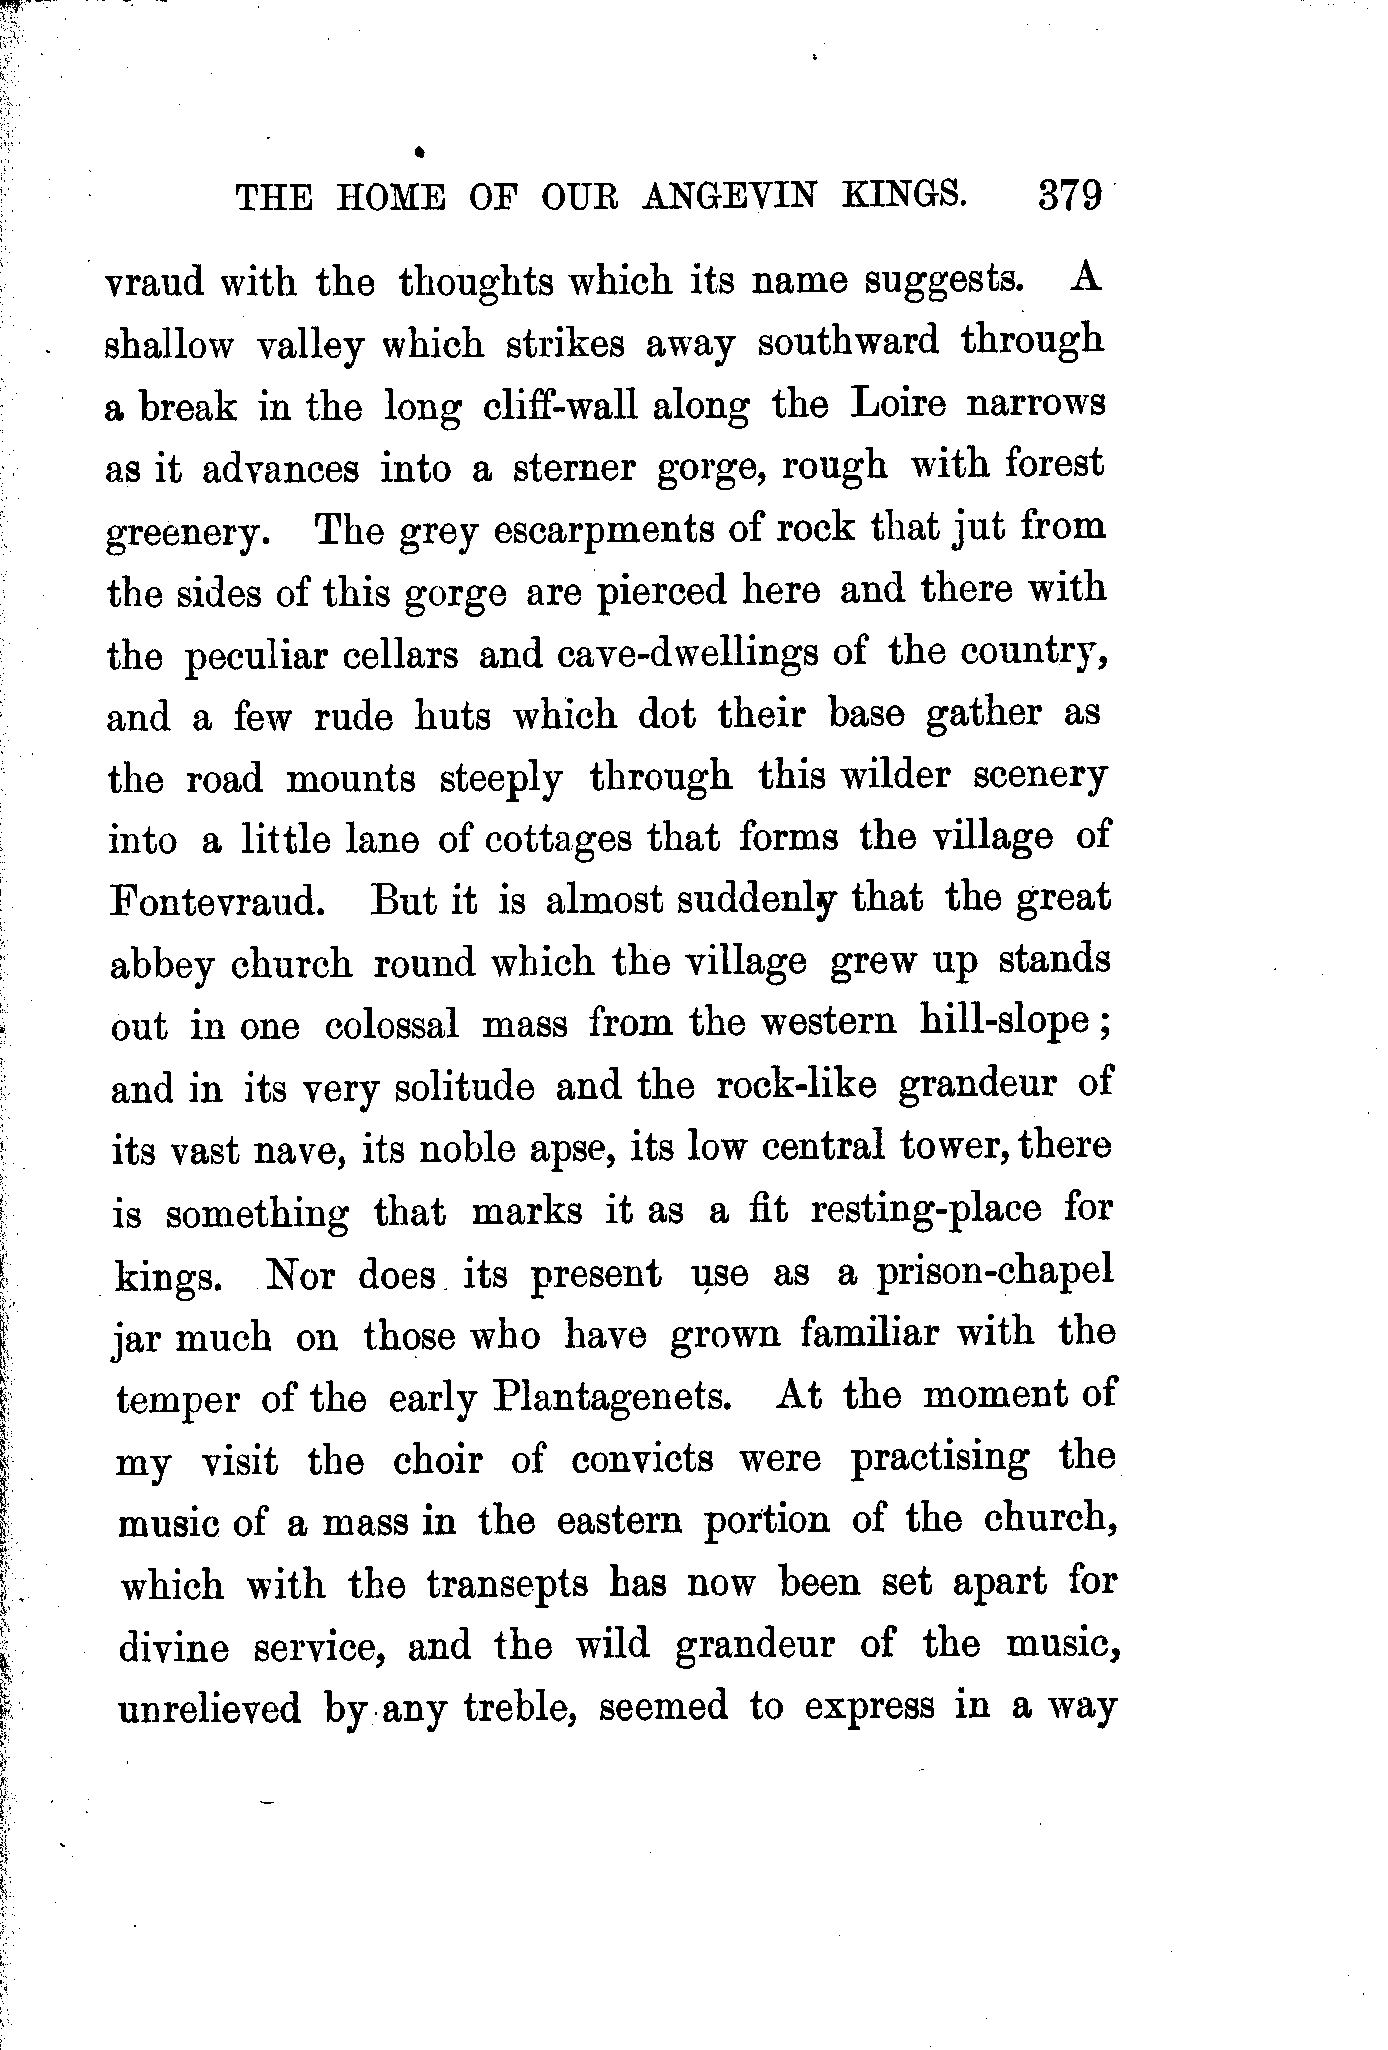 THE HOME OF OUR ANGEVIN KINGS. 379
vraud with the thoughts which its name suggests. A
shallow valley which strikes away southward through
a break in the long cliff-wall along the Loire narrows
as it advances into a sterner gorge, rough with forest
greenery. The grey escarpments of rock that jut from
the sides of this gorge are pierced here and there with
the peculiar cellars and cave-dwellings of the country,
and a few rude huts which dot their base gather as
the road mounts steeply through this wilder scenery
into a little lane of cottages that forms the village of
Fontevraud. But it is almost suddenly that the great
abbey church round which the village grew up stands
out in one colossal mass from the western hill-slope ;
and in its very solitude and the rock-like grandeur of
its vast nave, its noble apse, its low central tower, there
is something that marks it as a fit resting-place for
kings. Nor does its present use as a prison-chapel
jar much on those who have grown familiar with the
temper of the early Plantagenets. At the moment of
my visit the choir of convicts were practising the
music of a mass in the eastern portion of the church,
which with the transepts has now been set apart for
divine service, and the wild grandeur of the music,
unrelieved by any treble, seemed to express in a way